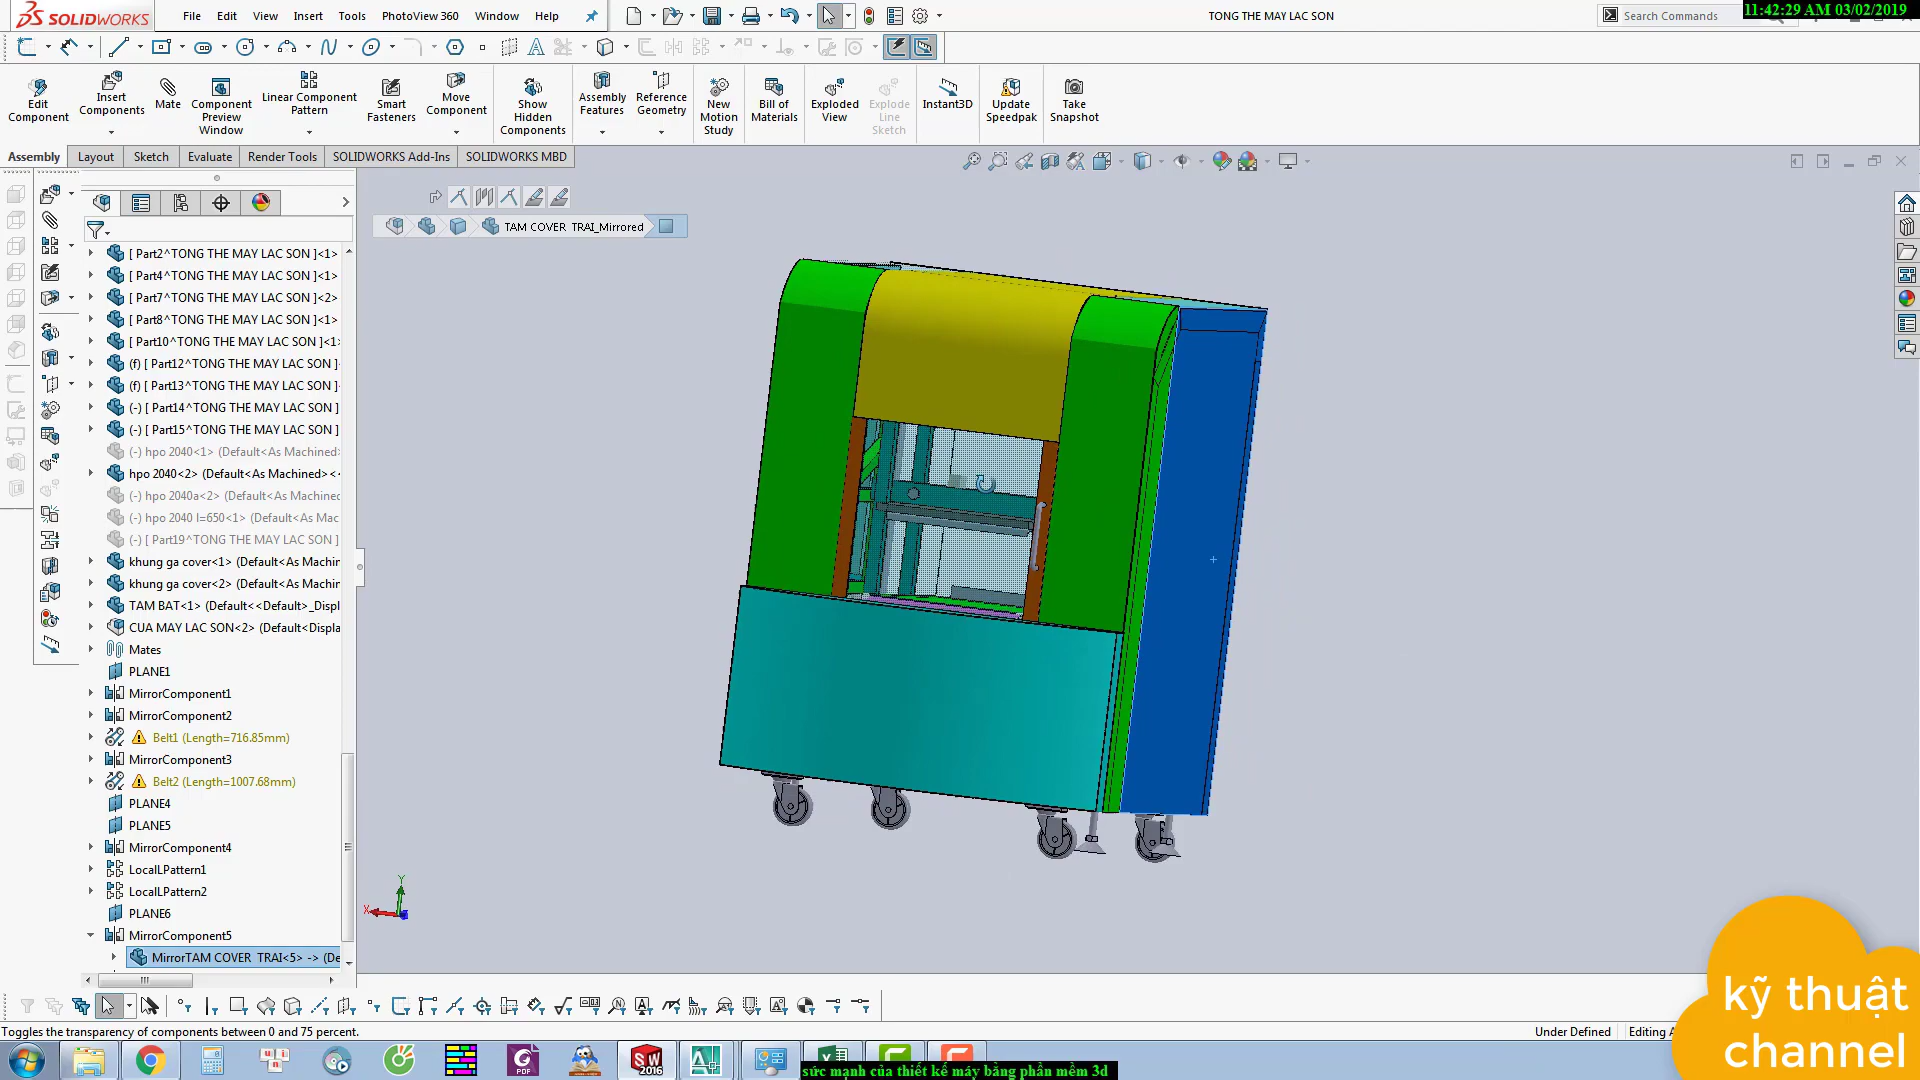 SOLIDWORKS
File Edit View Insert Tools PhotoView 360 Window Help
TONG THE MAY LAC SON
Search Commands
11:42:29 AM 03/02/2019
Edit Component
Insert Components
Mate
Component Preview Window
Linear Component Pattern
Smart Fasteners
Move Component
Show Hidden Components
Assembly Features
Reference Geometry
New Motion Study
Bill of Materials
Exploded View
Explode Line Sketch
Instant3D
Update Speedpak
Take Snapshot
Assembly Layout Sketch Evaluate Render Tools SOLIDWORKS Add-Ins SOLIDWORKS MBD
TAM COVER TRAI_Mirrored
[ Part2^TONG THE MAY LAC SON ]<1>
[ Part4^TONG THE MAY LAC SON ]<1>
[ Part7^TONG THE MAY LAC SON ]<2>
[ Part8^TONG THE MAY LAC SON ]<1>
[ Part10^TONG THE MAY LAC SON ]<1>
(f) [ Part12^TONG THE MAY LAC SON ]
(f) [ Part13^TONG THE MAY LAC SON ]
(-) [ Part14^TONG THE MAY LAC SON ]
(-) [ Part15^TONG THE MAY LAC SON ]
(-) hpo 2040<1> (Default<As Machined>
hpo 2040<2> (Default<As Machined><
(-) hpo 2040a<2> (Default<As Machined
(-) hpo 2040 l=650<1> (Default<As Mac
(-) [ Part19^TONG THE MAY LAC SON ]
khung ga cover<1> (Default<As Machin
khung ga cover<2> (Default<As Machin
TAM BAT<1> (Default<<Default>_Displ
CUA MAY LAC SON<2> (Default<Displa
Mates
PLANE1
MirrorComponent1
MirrorComponent2
Belt1 (Length=716.85mm)
MirrorComponent3
Belt2 (Length=1007.68mm)
PLANE4
PLANE5
MirrorComponent4
LocalLPattern1
LocalLPattern2
PLANE6
MirrorComponent5
MirrorTAM COVER TRAI<5> -> (De
Y
X
Toggles the transparency of components between 0 and 75 percent.
Under Defined
Editing A
kỹ thuật
channel
SW
2016
PDF
sức mạnh của thiết kế máy bằng phần mềm 3d